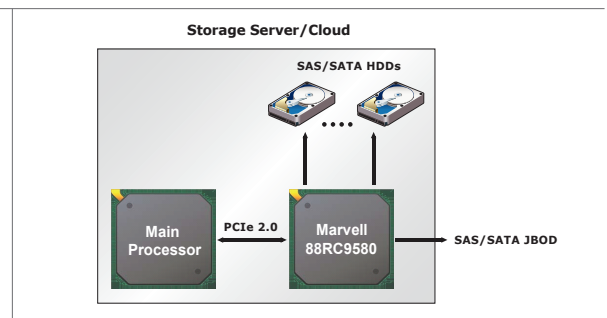 Storage Server/Cloud
SAS/SATA HDDs
Main
Processor
PCIe 2.0
Marvell
88RC9580
SAS/SATA JBOD